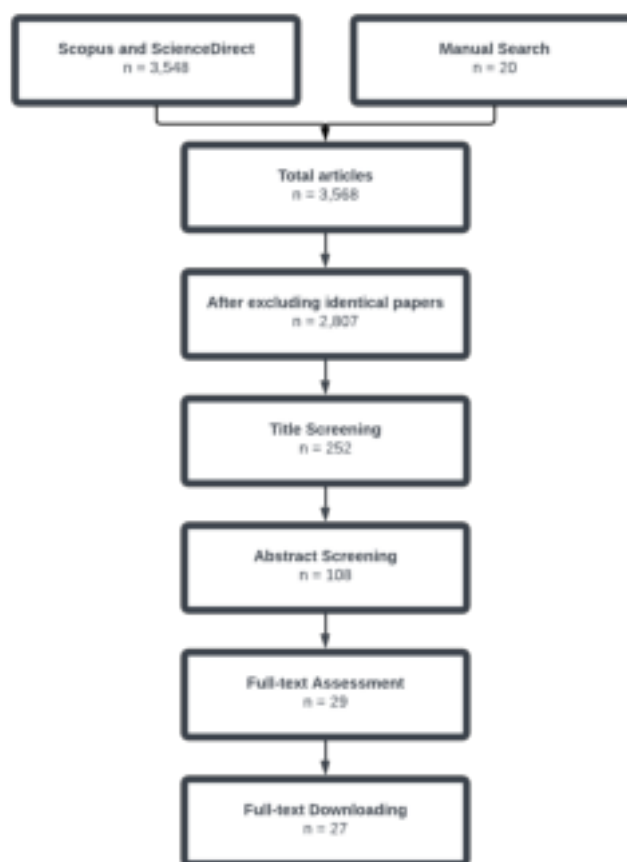 Scopus and ScienceDirect
n = 3,548
Manual Search
n = 20
Total articles
n = 3,568
After excluding identical papers
n = 2,807
Title Screening
n = 252
Abstract Screening
n = 108
Full-text Assessment
n = 29
Full-text Downloading
n = 27